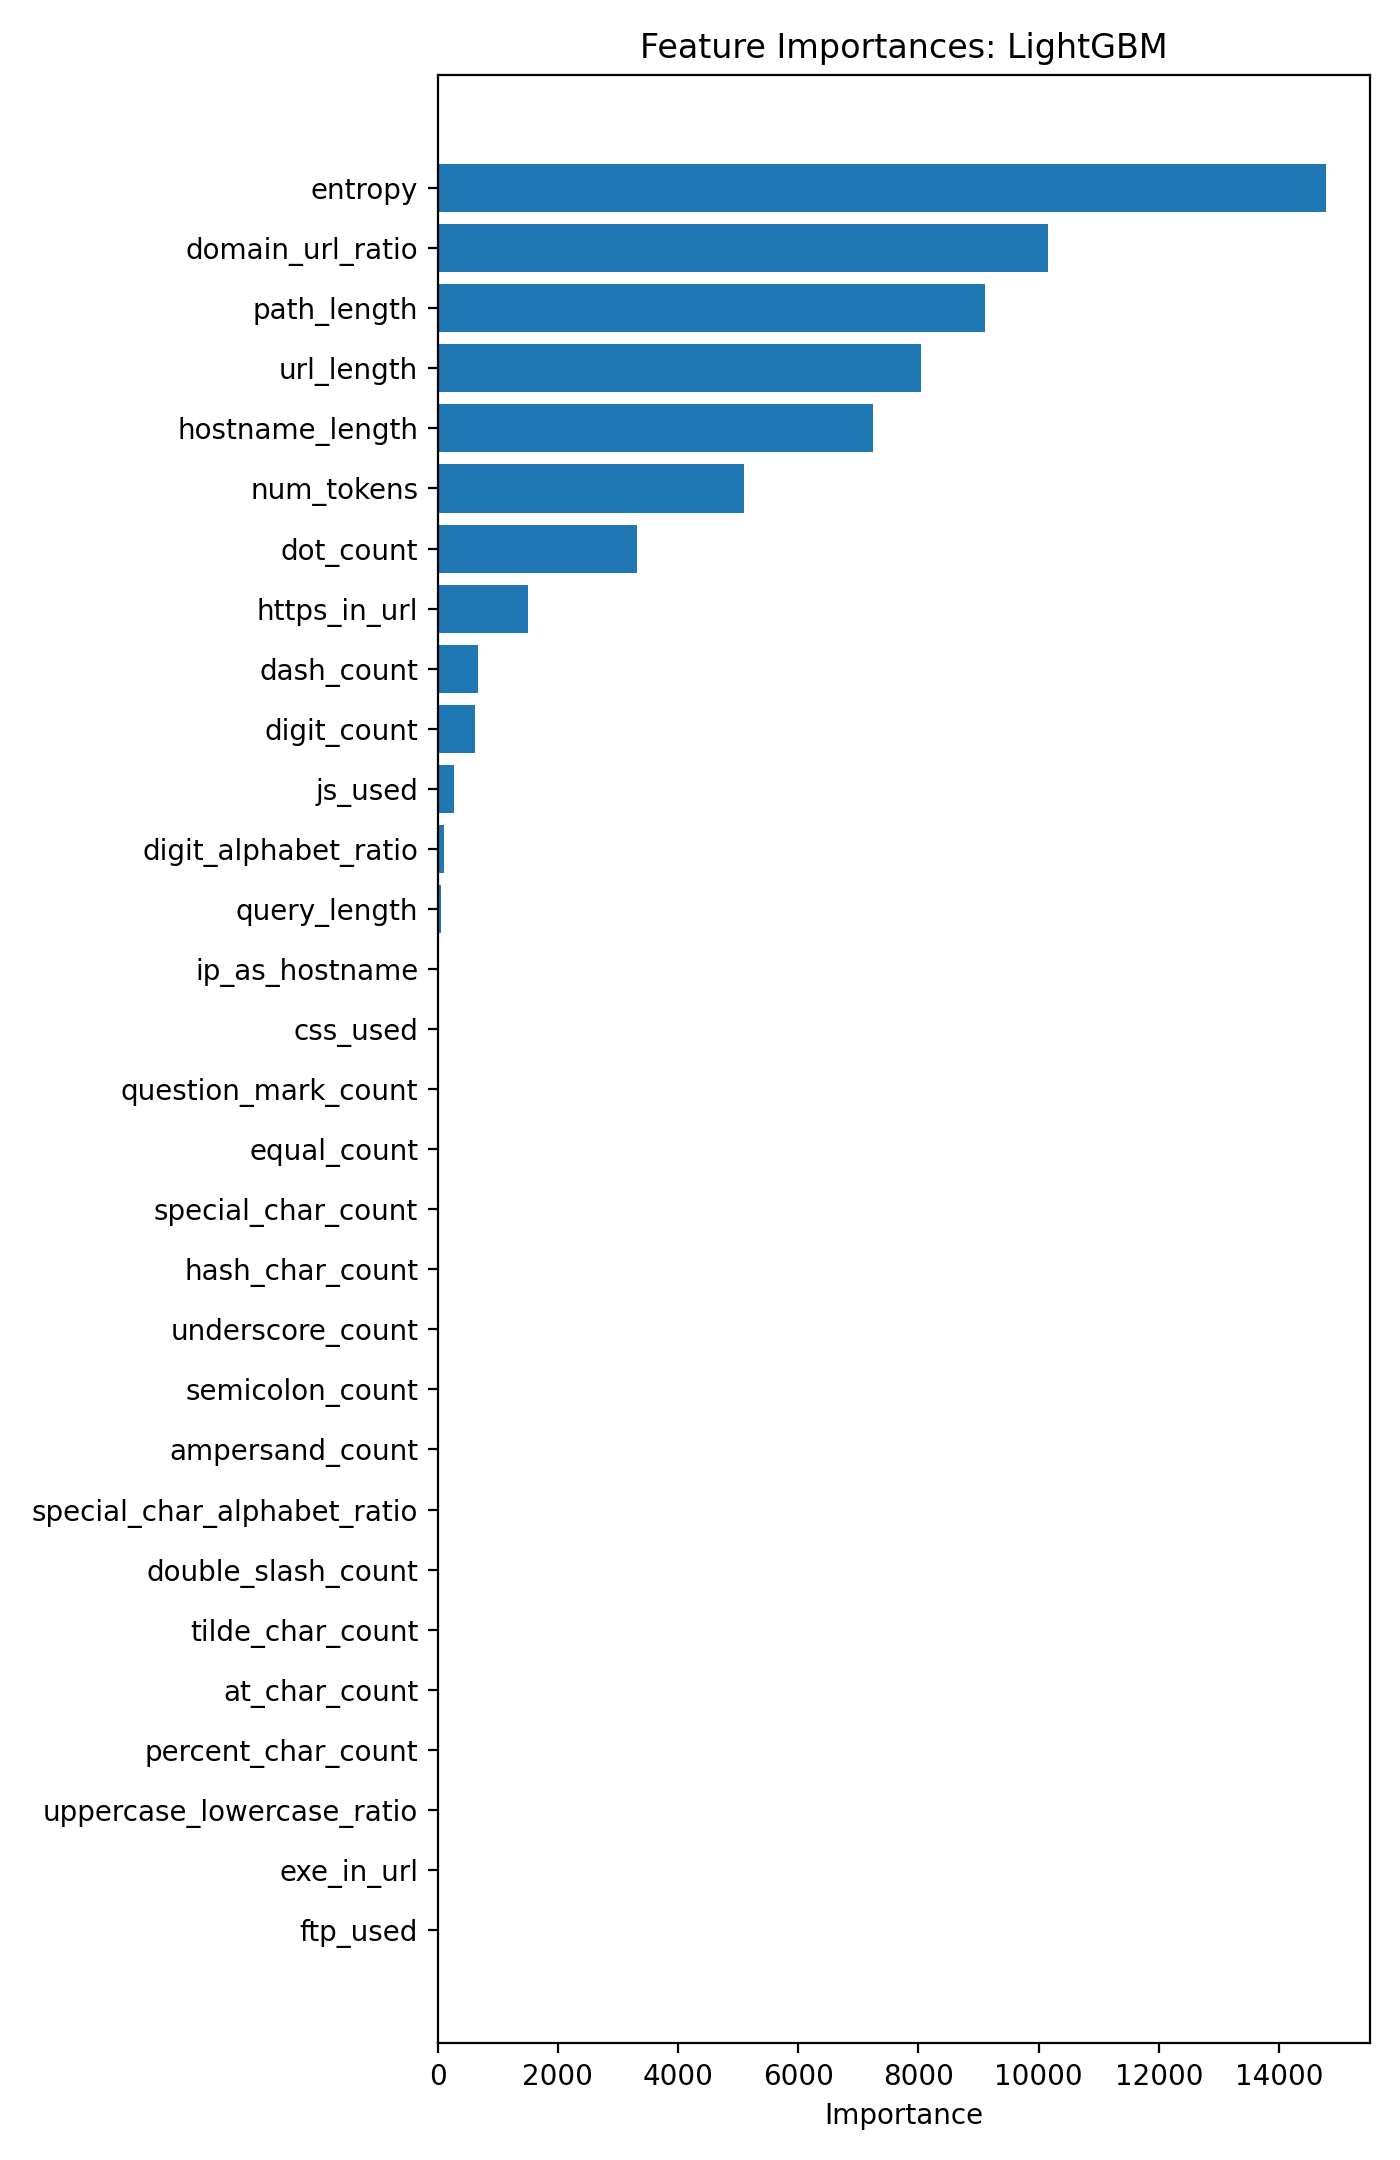 Feature Importances: LightGBM
entropy
domain_url_ratio
path_length
url_length
hostname_length
num_tokens
dot_count
https_in_url
dash_count
digit_count
js_used
digit_alphabet_ratio
query_length
ip_as_hostname
css_used
question_mark_count
equal_count
special_char_count
hash_char_count
underscore_count
semicolon_count
ampersand_count
special_char_alphabet_ratio
double_slash_count
tilde_char_count
at_char_count
percent_char_count
uppercase_lowercase_ratio
exe_in_url
ftp_used
0 2000 4000 6000 8000 10000 12000 14000
Importance